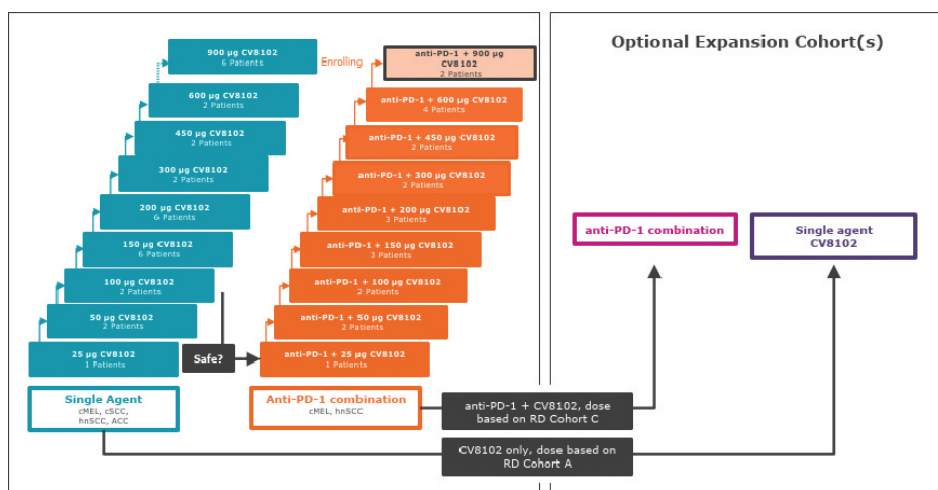 900 µg CV8102
6 Patients
600 µg CV8102
2 Patients
450 µg CV8102
2 Patients
300 µg CV8102
2 Patients
200 µg CV8102
6 Patients
150 µg CV8102
6 Patients
100 µg CV8102
2 Patients
50 µg CV8102
2 Patients
25 µg CV8102
1 Patients
Safe?
Single Agent
cMEL, cSCC,
hnSCC, ACC
Enrolling
anti-PD-1 + 900 µg
CV8102
2 Patients
anti-PD-1 + 600 µg CV8102
4 Patients
anti-PD-1 + 450 µg CV8102
2 Patients
anti-PD-1 + 300 µg CV8102
2 Patients
anti-PD-1 + 200 µg CV8102
3 Patients
anti-PD-1 + 150 µg CV8102
3 Patients
anti-PD-1 + 100 µg CV8102
2 Patients
anti-PD-1 + 50 µg CV8102
2 Patients
anti-PD-1 + 25 µg CV8102
1 Patients
Anti-PD-1 combination
cMEL, hnSCC
anti-PD-1 + CV8102, dose
based on RD Cohort C
CV8102 only, dose based on
RD Cohort A
Optional Expansion Cohort(s)
anti-PD-1 combination
Single agent
CV8102